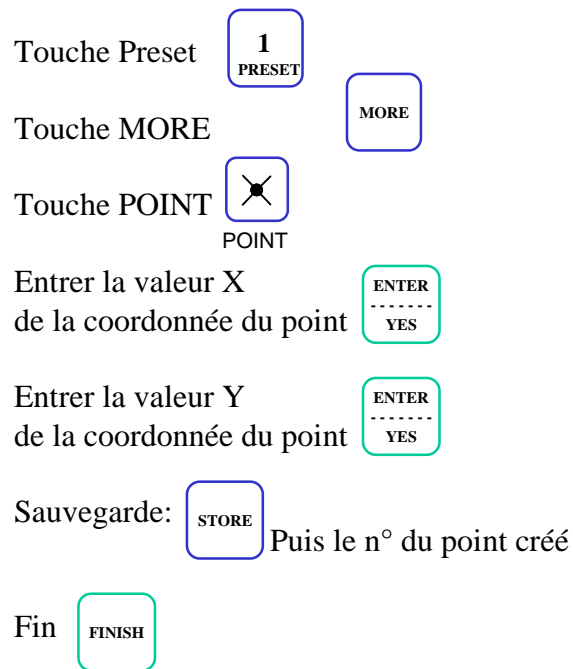 Touche Preset
1
PRESET
Touche MORE
MORE
Touche POINT
POINT
Entrer la valeur X
de la coordonnée du point
ENTER
YES
Entrer la valeur Y
de la coordonnée du point
ENTER
YES
Sauvegarde:
STORE
Puis le n° du point créé
Fin
FINISH